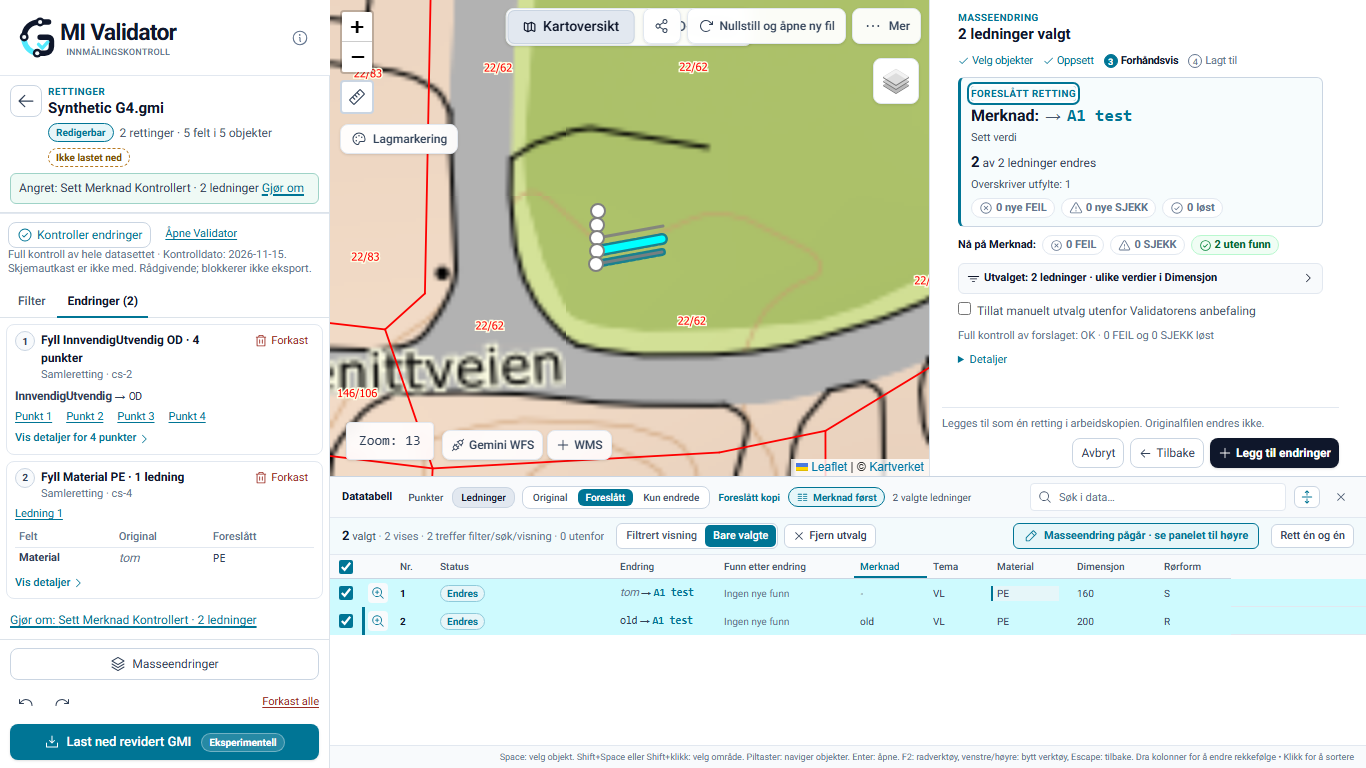 MI Validator
INNMÅLINGSKONTROLL
RETTINGER
Synthetic G4.gmi
Redigerbar 2 rettinger · 5 felt i 5 objekter
Ikke lastet ned
Angret: Sett Merknad Kontrollert · 2 ledninger Gjør om
Kontroller endringer Åpne Validator
Full kontroll av hele datasettet · Kontrolldato: 2026-11-15.
Skjemautkast er ikke med. Rådgivende; blokkerer ikke eksport.
Filter Endringer (2)
1 Fyll InnvendigUtvendig OD · 4 punkter Forkast
Samleretting · cs-2
InnvendigUtvendig → OD
Punkt 1 Punkt 2 Punkt 3 Punkt 4
Vis detaljer for 4 punkter
2 Fyll Material PE · 1 ledning Forkast
Samleretting · cs-4
Ledning 1
Felt Original Foreslått
Material tom PE
Vis detaljer
Gjør om: Sett Merknad Kontrollert · 2 ledninger
Masseendringer
Forkast alle
Last ned revidert GMI Eksperimentell
+
−
Kartoversikt
Nullstill og åpne ny fil
Mer
Lagmarkering
22/83
22/62
22/62
22/83
22/62
22/62
22/
146/106
nittveien
Zoom: 13
Gemini WFS
WMS
Leaflet | © Kartverket
MASSEENDRING
2 ledninger valgt
Velg objekter Oppsett 3 Forhåndsvis 4 Lagt til
FORESLÅTT RETTING
Merknad: → A1 test
Sett verdi
2 av 2 ledninger endres
Overskriver utfylte: 1
0 nye FEIL 0 nye SJEKK 0 løst
Nå på Merknad: 0 FEIL 0 SJEKK 2 uten funn
Utvalget: 2 ledninger · ulike verdier i Dimensjon
Tillat manuelt utvalg utenfor Validatorens anbefaling
Full kontroll av forslaget: OK · 0 FEIL og 0 SJEKK løst
Detaljer
Legges til som én retting i arbeidskopien. Originalfilen endres ikke.
Avbryt Tilbake Legg til endringer
Datatabell Punkter Ledninger Original Foreslått Kun endrede Foreslått kopi Merknad først 2 valgte ledninger Søk i data…
2 valgt · 2 vises · 2 treffer filter/søk/visning · 0 utenfor Filtrert visning Bare valgte Fjern utvalg Masseendring pågår · se panelet til høyre Rett én og én
Nr. Status Endring Funn etter endring Merknad Tema Material Dimensjon Rørform
1 Endres tom → A1 test Ingen nye funn · VL PE 160 S
2 Endres old → A1 test Ingen nye funn old VL PE 200 R
Space: velg objekt. Shift+Space eller Shift+klikk: velg område. Piltaster: naviger objekter. Enter: åpne. F2: radverktøy, venstre/høyre: bytt verktøy, Escape: tilbake. Dra kolonner for å endre rekkefølge • Klikk for å sortere